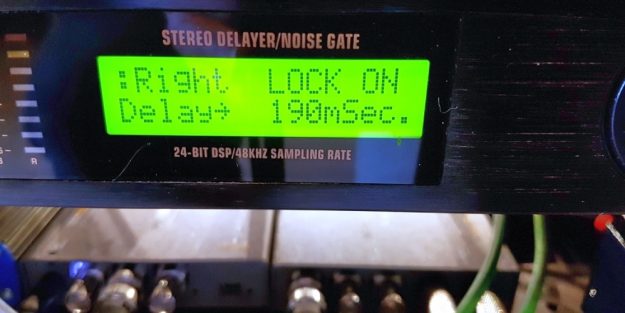 STEREO DELAYER/NOISE GATE
:Right LOCK ON
Delay→ 190mSec.
24-BIT DSP/48KHZ SAMPLING RATE
R